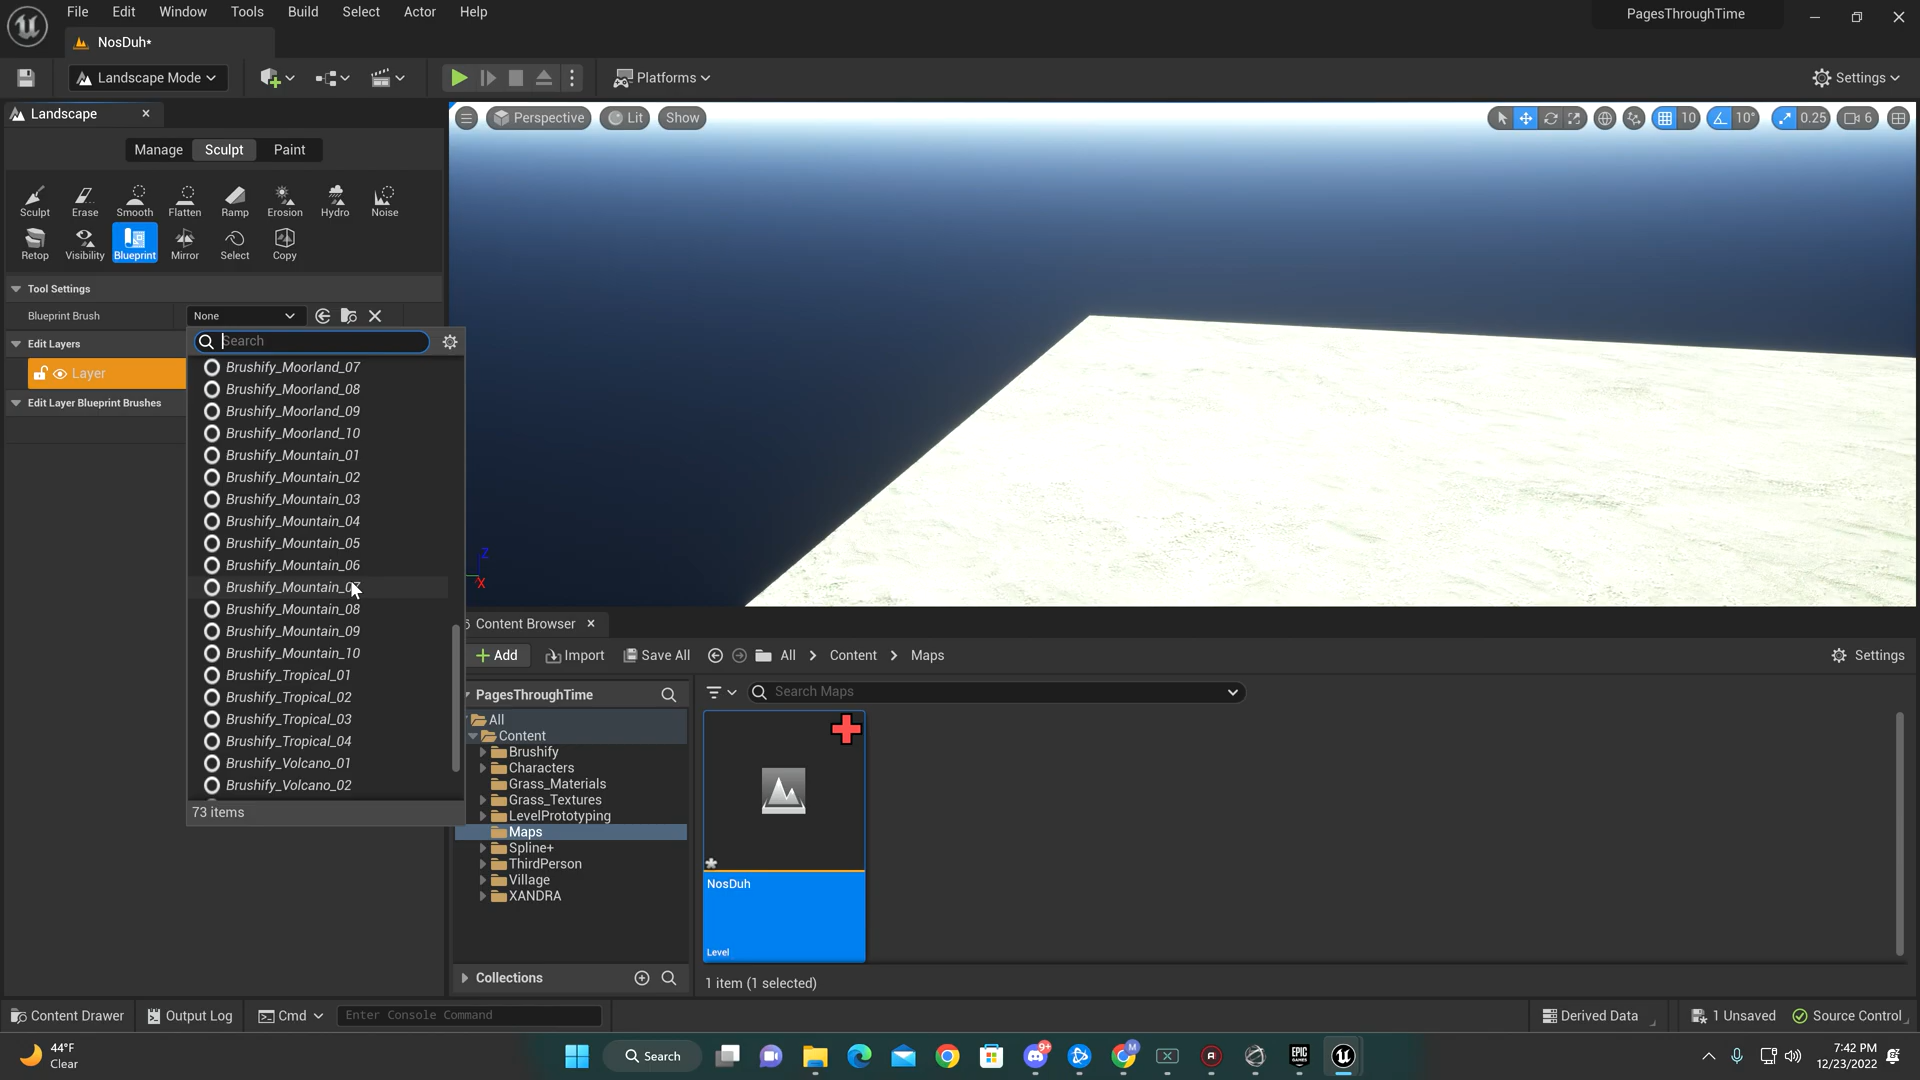 File Edit Window Tools Build Select Actor Help
PagesThroughTime
NosDuh*
Landscape Mode
Platforms
Settings
Landscape
Manage Sculpt Paint
Sculpt Erase Smooth Flatten Ramp Erosion Hydro Noise
Retop Visibility Blueprint Mirror Select Copy
Tool Settings
Blueprint Brush None
Search
Edit Layers
Layer
Edit Layer Blueprint Brushes
Brushify_Moorland_07
Brushify_Moorland_08
Brushify_Moorland_09
Brushify_Moorland_10
Brushify_Mountain_01
Brushify_Mountain_02
Brushify_Mountain_03
Brushify_Mountain_04
Brushify_Mountain_05
Brushify_Mountain_06
Brushify_Mountain_07
Brushify_Mountain_08
Brushify_Mountain_09
Brushify_Mountain_10
Brushify_Tropical_01
Brushify_Tropical_02
Brushify_Tropical_03
Brushify_Tropical_04
Brushify_Volcano_01
Brushify_Volcano_02
73 items
Perspective Lit Show
10 10° 0.25 6
Z
X
Content Browser
Add Import Save All All Content Maps
Settings
PagesThroughTime
Search Maps
All
Content
Brushify
Characters
Grass_Materials
Grass_Textures
LevelPrototyping
Maps
Spline+
ThirdPerson
Village
XANDRA
NosDuh
Level
Collections
1 item (1 selected)
Content Drawer Output Log Cmd Enter Console Command
Derived Data 1 Unsaved Source Control
44°F
Clear
Search
9+
M
EPIC GAMES
7:42 PM
12/23/2022